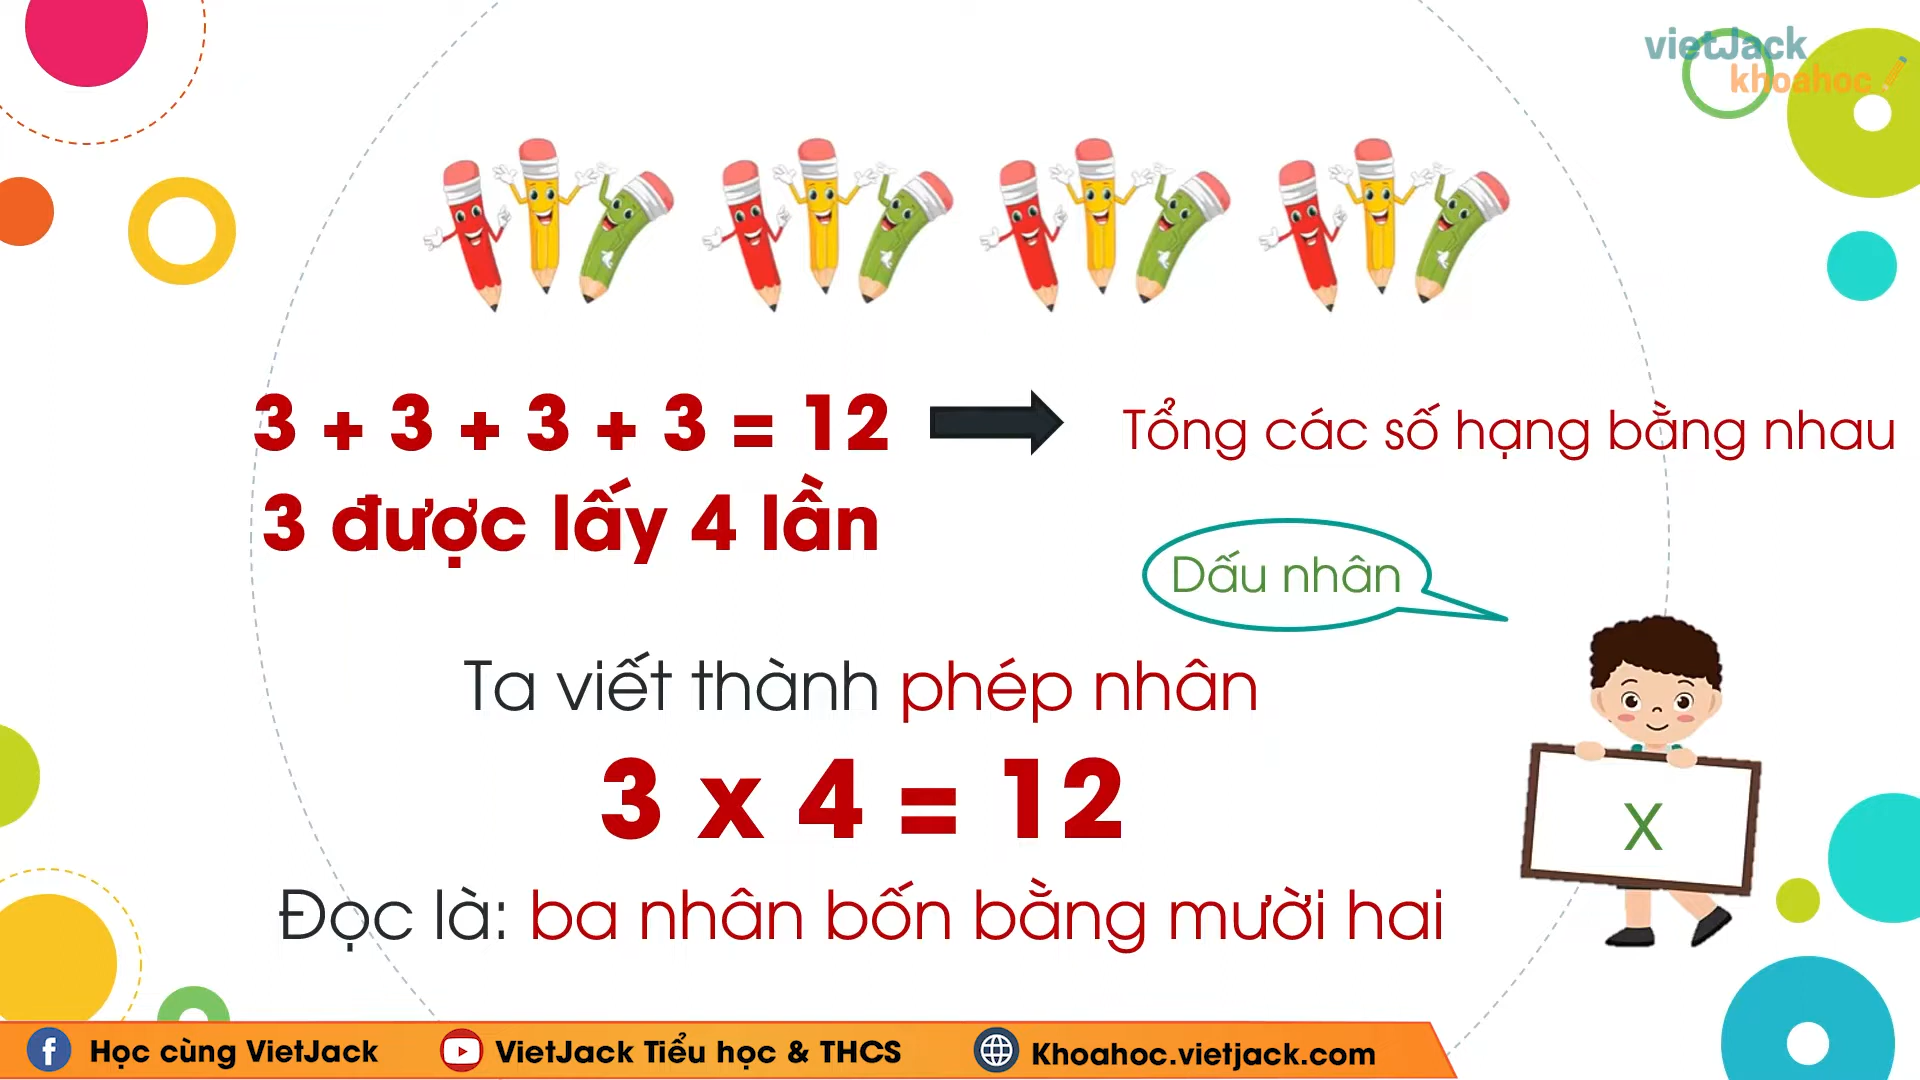 vietJack
khoahoc
3 + 3 + 3 + 3 = 12
Tổng các số hạng bằng nhau
3 được lấy 4 lần
Dấu nhân
Ta viết thành phép nhân
3 x 4 = 12
X
Đọc là: ba nhân bốn bằng mười hai
Học cùng VietJack
VietJack Tiểu học & THCS
Khoahoc.vietjack.com